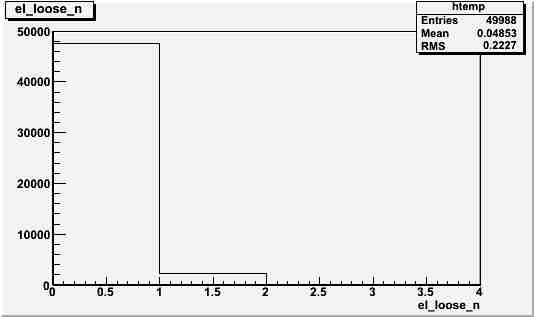 el_loose_n
htemp
Entries 49988
Mean 0.04853
RMS 0.2227
50000
40000
30000
20000
10000
0
0 0.5 1 1.5 2 2.5 3 3.5 4
el_loose_n